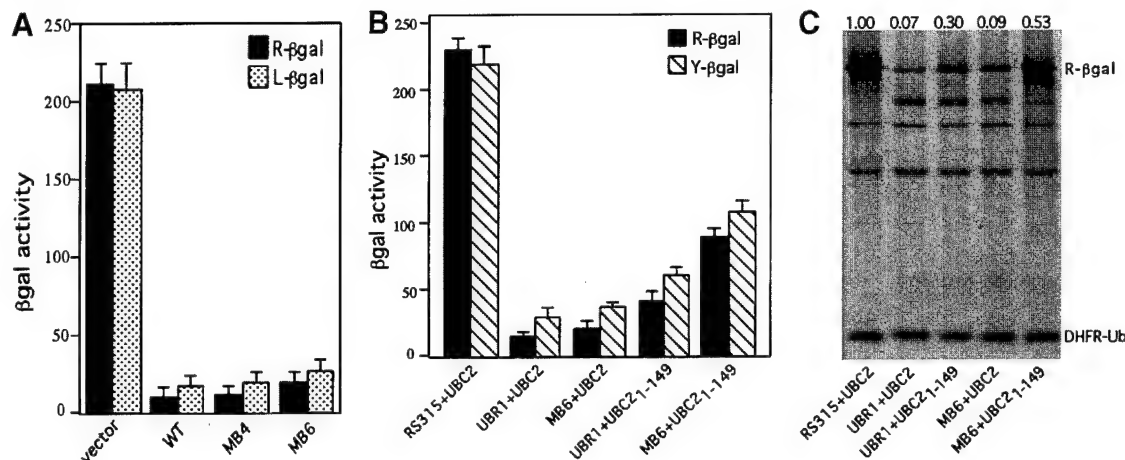 A
βgal activity
250
200
150
100
50
0
R-βgal
L-βgal
vector
WT
MB4
MB6
B
βgal activity
250
200
150
100
50
0
R-βgal
Y-βgal
RS315+UBC2
UBR1+UBC2
MB6+UBC2
UBR1+UBC2₁₋₁₄₉
MB6+UBC2₁₋₁₄₉
C
1.00 0.07 0.30 0.09 0.53
R-βgal
DHFR-Ub
RS315+UBC2
UBR1+UBC2
UBR1+UBC2₁₋₁₄₉
MB6+UBC2
MB6+UBC2₁₋₁₄₉